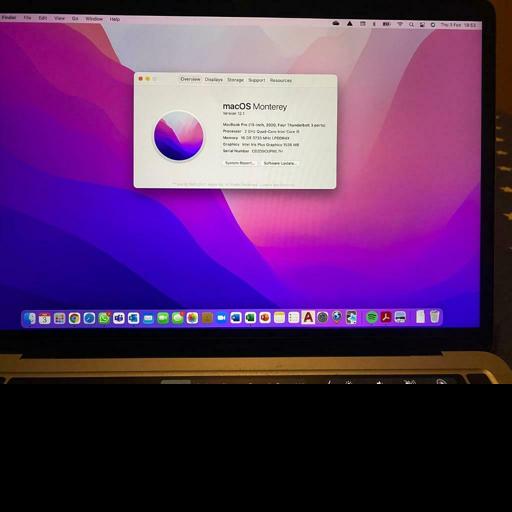 Finder File Edit View Go Window Help
Thu 3 Feb 19:53
Overview Displays Storage Support Resources
macOS Monterey
Version 12.1
MacBook Pro (13-inch, 2020, Four Thunderbolt 3 ports)
Processor 2 GHz Quad-Core Intel Core i5
Memory 16 GB 3733 MHz LPDDR4X
Graphics Intel Iris Plus Graphics 1536 MB
Serial Number
System Report... Software Update...